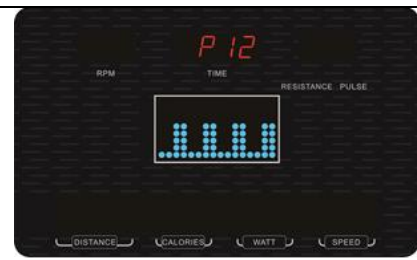 P 12
RPM
TIME
RESISTANCE PULSE
DISTANCE CALORIES WATT SPEED